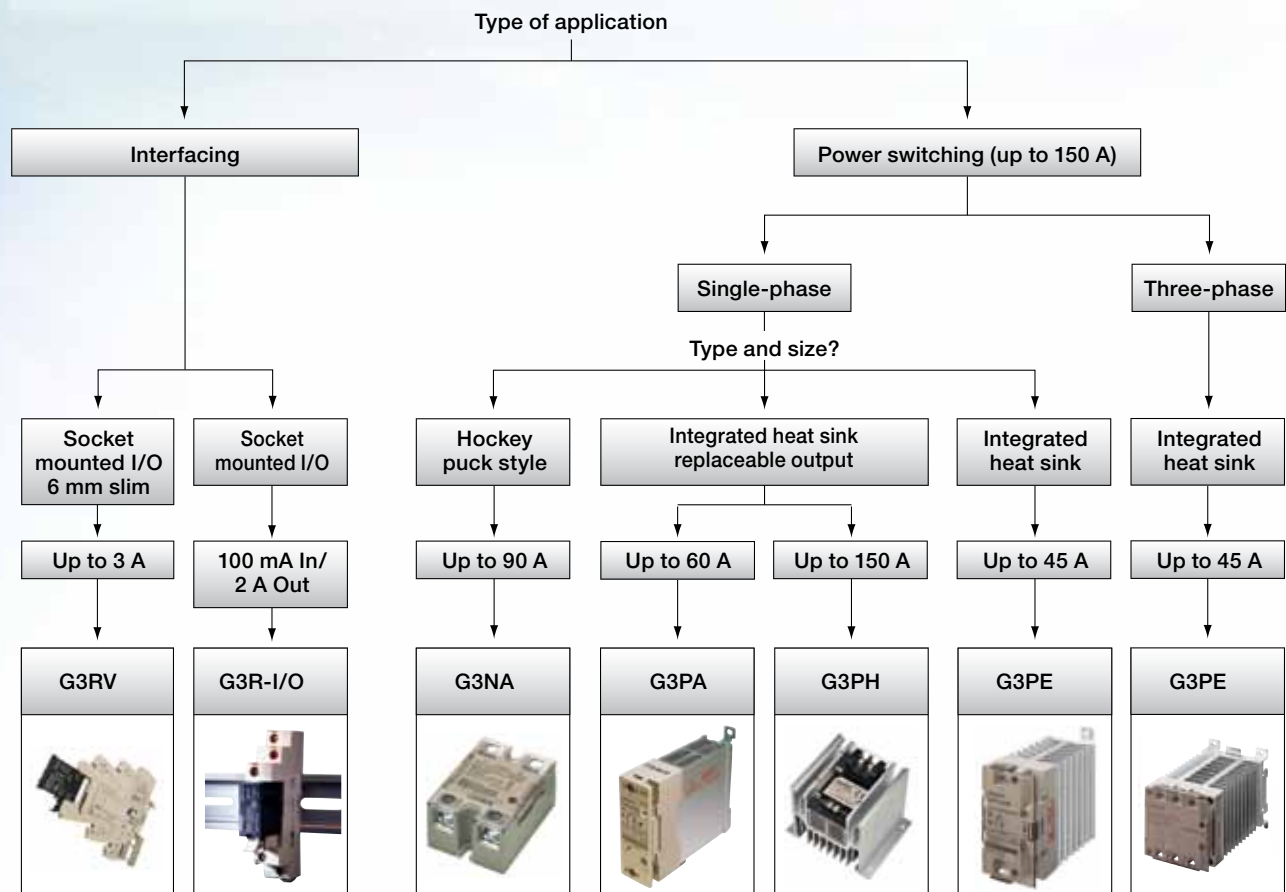 Type of application
Interfacing
Power switching (up to 150 A)
Single-phase
Three-phase
Type and size?
Socket
mounted I/O
6 mm slim
Socket
mounted I/O
Hockey
puck style
Integrated heat sink
replaceable output
Integrated
heat sink
Integrated
heat sink
Up to 3 A
100 mA In/
2 A Out
Up to 90 A
Up to 60 A
Up to 150 A
Up to 45 A
Up to 45 A
G3RV
G3R-I/O
G3NA
G3PA
G3PH
G3PE
G3PE